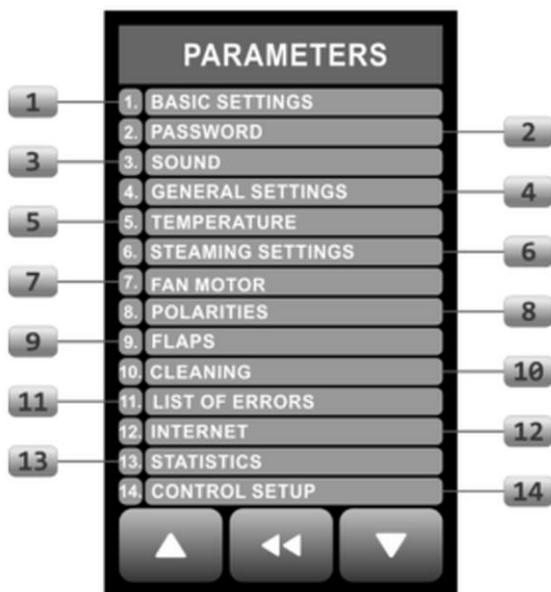 PARAMETERS
1 1. BASIC SETTINGS
2. PASSWORD 2
3 3. SOUND
4. GENERAL SETTINGS 4
5 5. TEMPERATURE
6. STEAMING SETTINGS 6
7 7. FAN MOTOR
8. POLARITIES 8
9 9. FLAPS
10. CLEANING 10
11 11. LIST OF ERRORS
12. INTERNET 12
13 13. STATISTICS
14. CONTROL SETUP 14